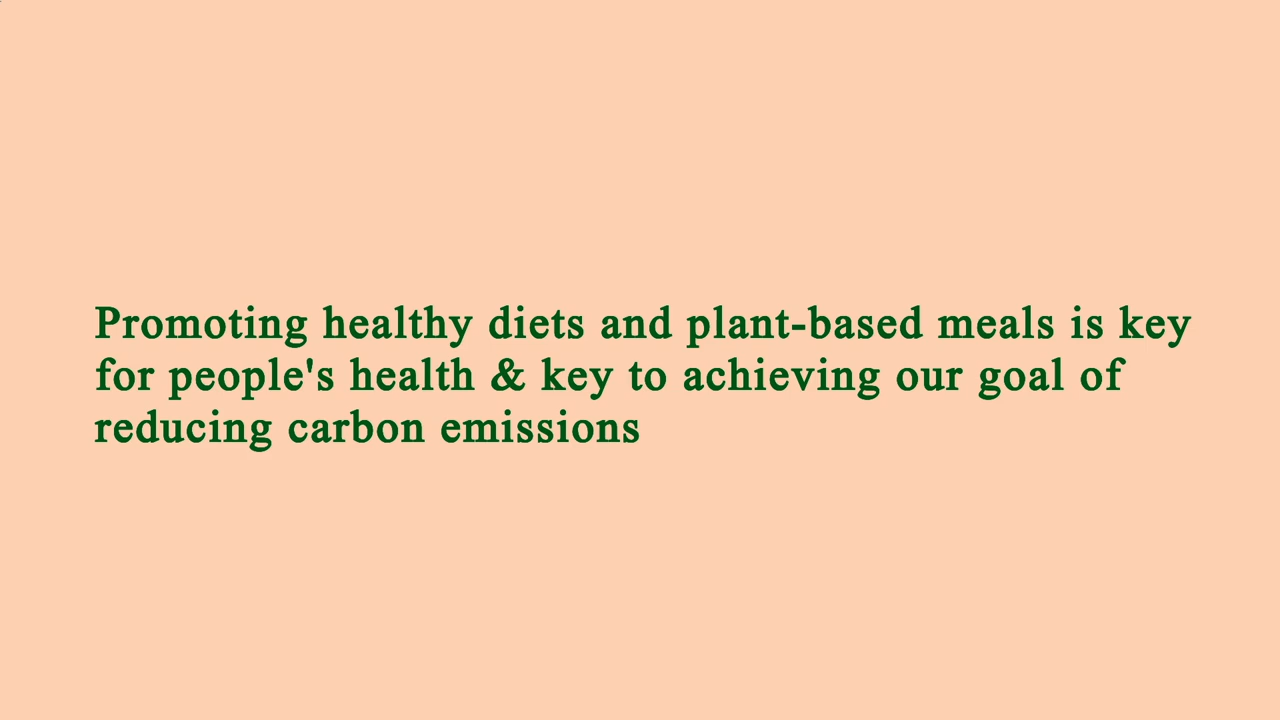 Promoting healthy diets and plant-based meals is key
for people's health & key to achieving our goal of
reducing carbon emissions